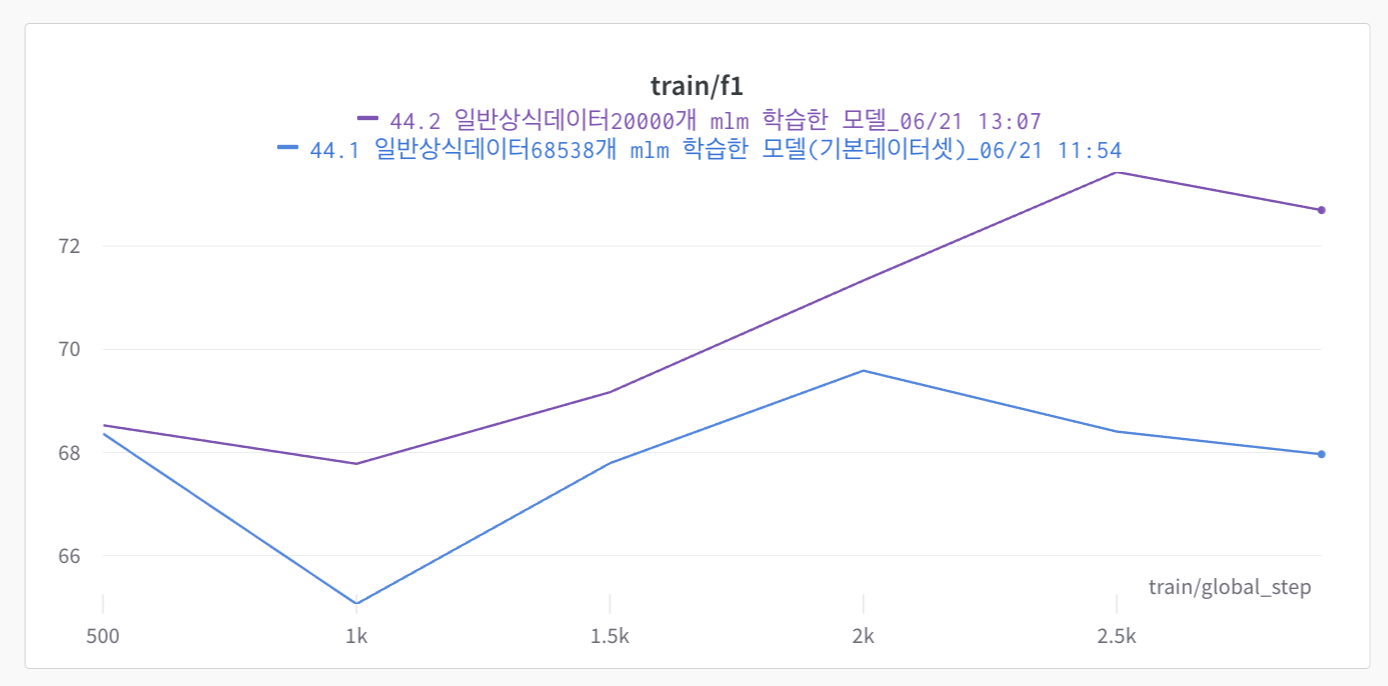 train/f1
44.2 일반상식데이터20000개 mlm 학습한 모델_06/21 13:07
44.1 일반상식데이터68538개 mlm 학습한 모델(기본데이터셋)_06/21 11:54
72
70
68
66
train/global_step
500 1k 1.5k 2k 2.5k